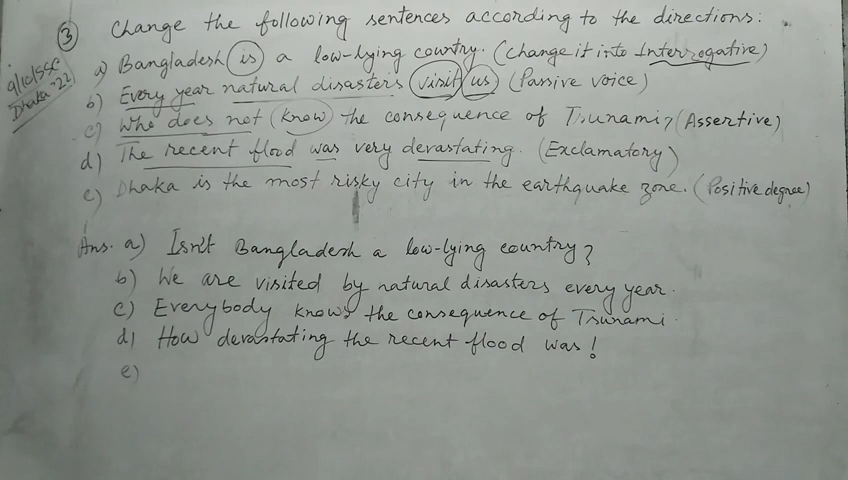 ③ Change the following sentences according to the directions:
9/c/SSC
Dhaka '22
a) Bangladesh is a low-lying country. (Change it into Interrogative)
b) Every year natural disasters visit us (Passive voice)
c) Who does not know the consequence of Tsunami? (Assertive)
d) The recent flood was very devastating. (Exclamatory)
e) Dhaka is the most risky city in the earthquake zone. (Positive degree)
Ans. a) Isn't Bangladesh a low-lying country?
b) We are visited by natural disasters every year.
c) Everybody knows the consequence of Tsunami.
d) How devastating the recent flood was!
e)